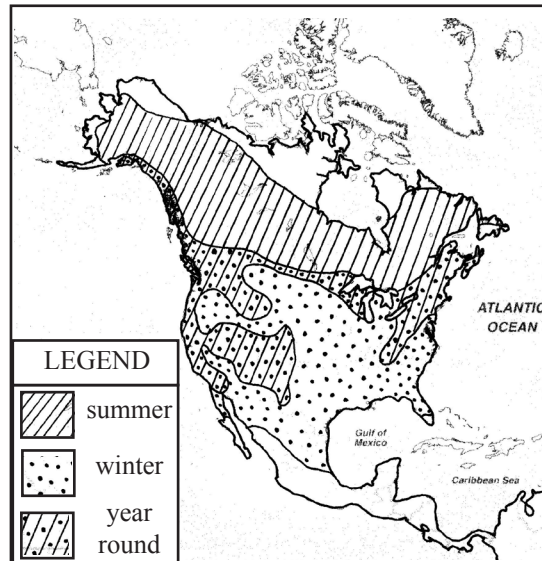 ATLANTIC
OCEAN
LEGEND
summer
Gulf of
Mexico
winter
Caribbean Sea
year
round